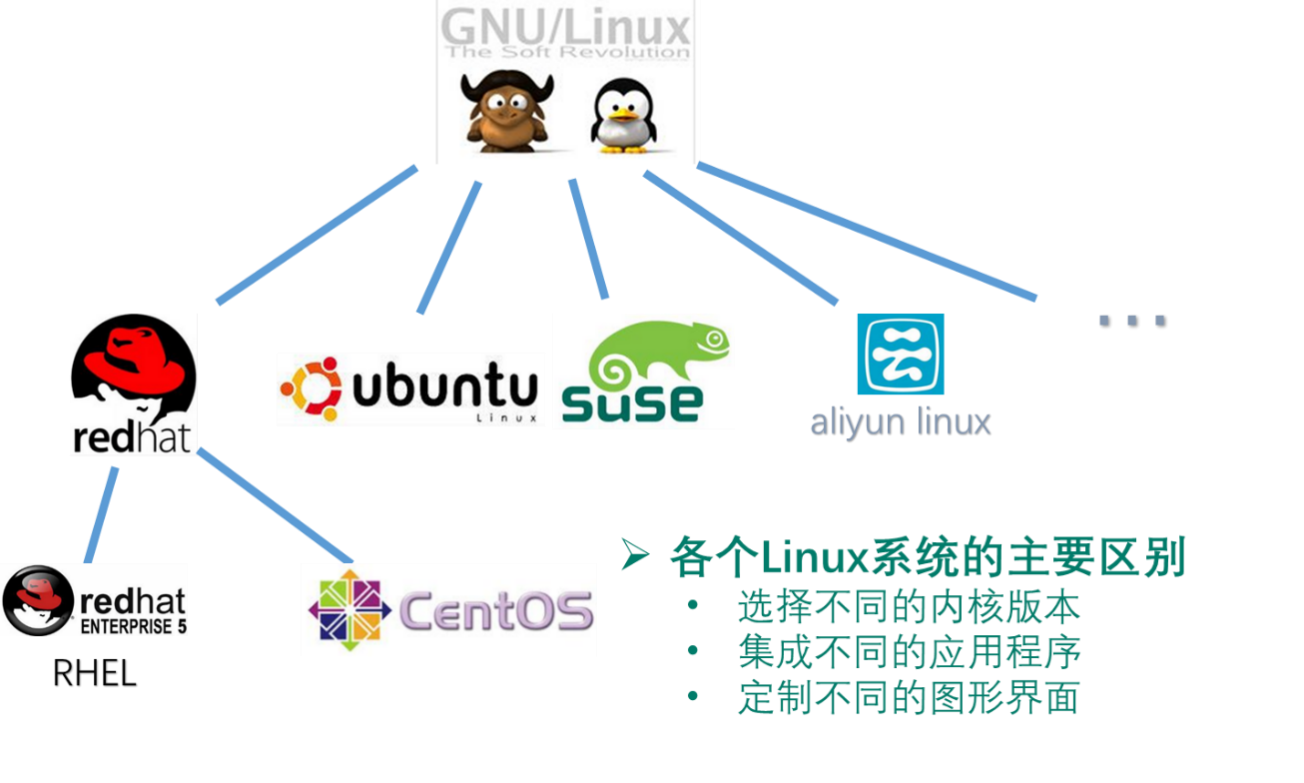 GNU/Linux
The Soft Revolution
redhat
ubuntu
Linux
suse
云
aliyun linux
...
redhat
ENTERPRISE 5
RHEL
CentOS
➢ 各个Linux系统的主要区别
• 选择不同的内核版本
• 集成不同的应用程序
• 定制不同的图形界面